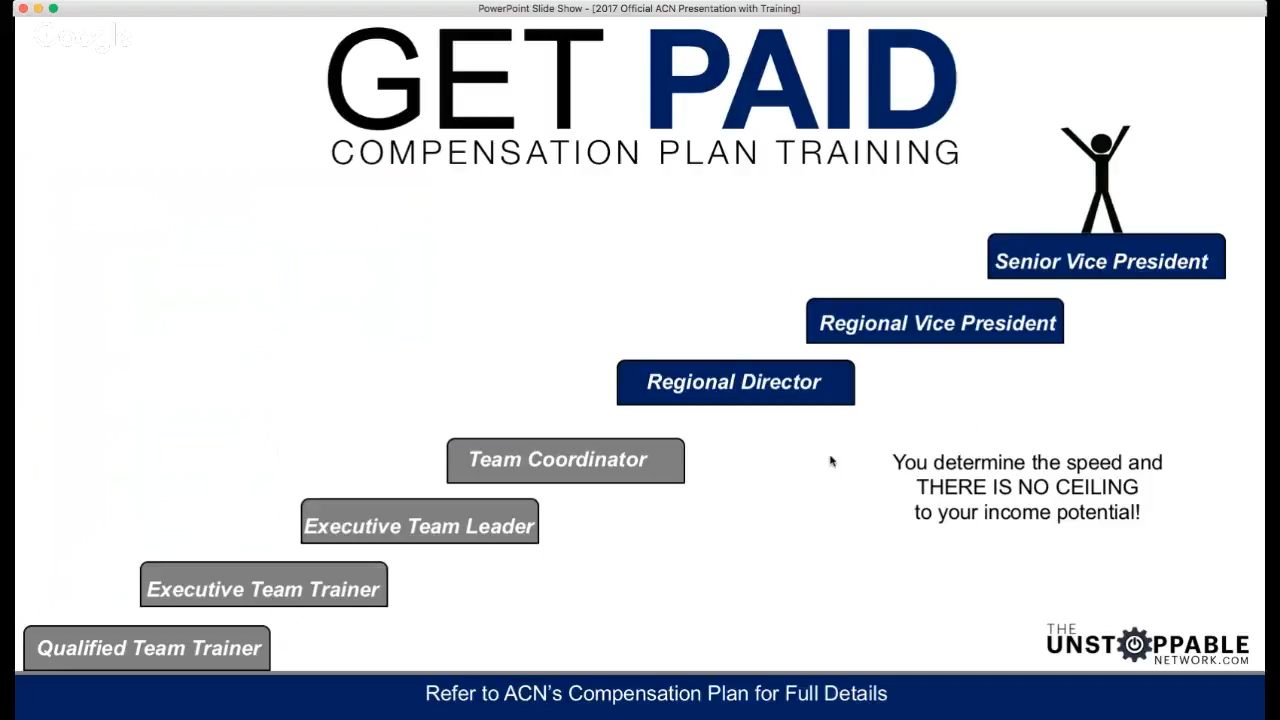 PowerPoint Slide Show - [2017 Official ACN Presentation with Training]
Google
GET PAID
COMPENSATION PLAN TRAINING
Senior Vice President
Regional Vice President
Regional Director
Team Coordinator
Executive Team Leader
Executive Team Trainer
Qualified Team Trainer
You determine the speed and
THERE IS NO CEILING
to your income potential!
THE
UNSTOPPABLE
NETWORK.COM
Refer to ACN's Compensation Plan for Full Details